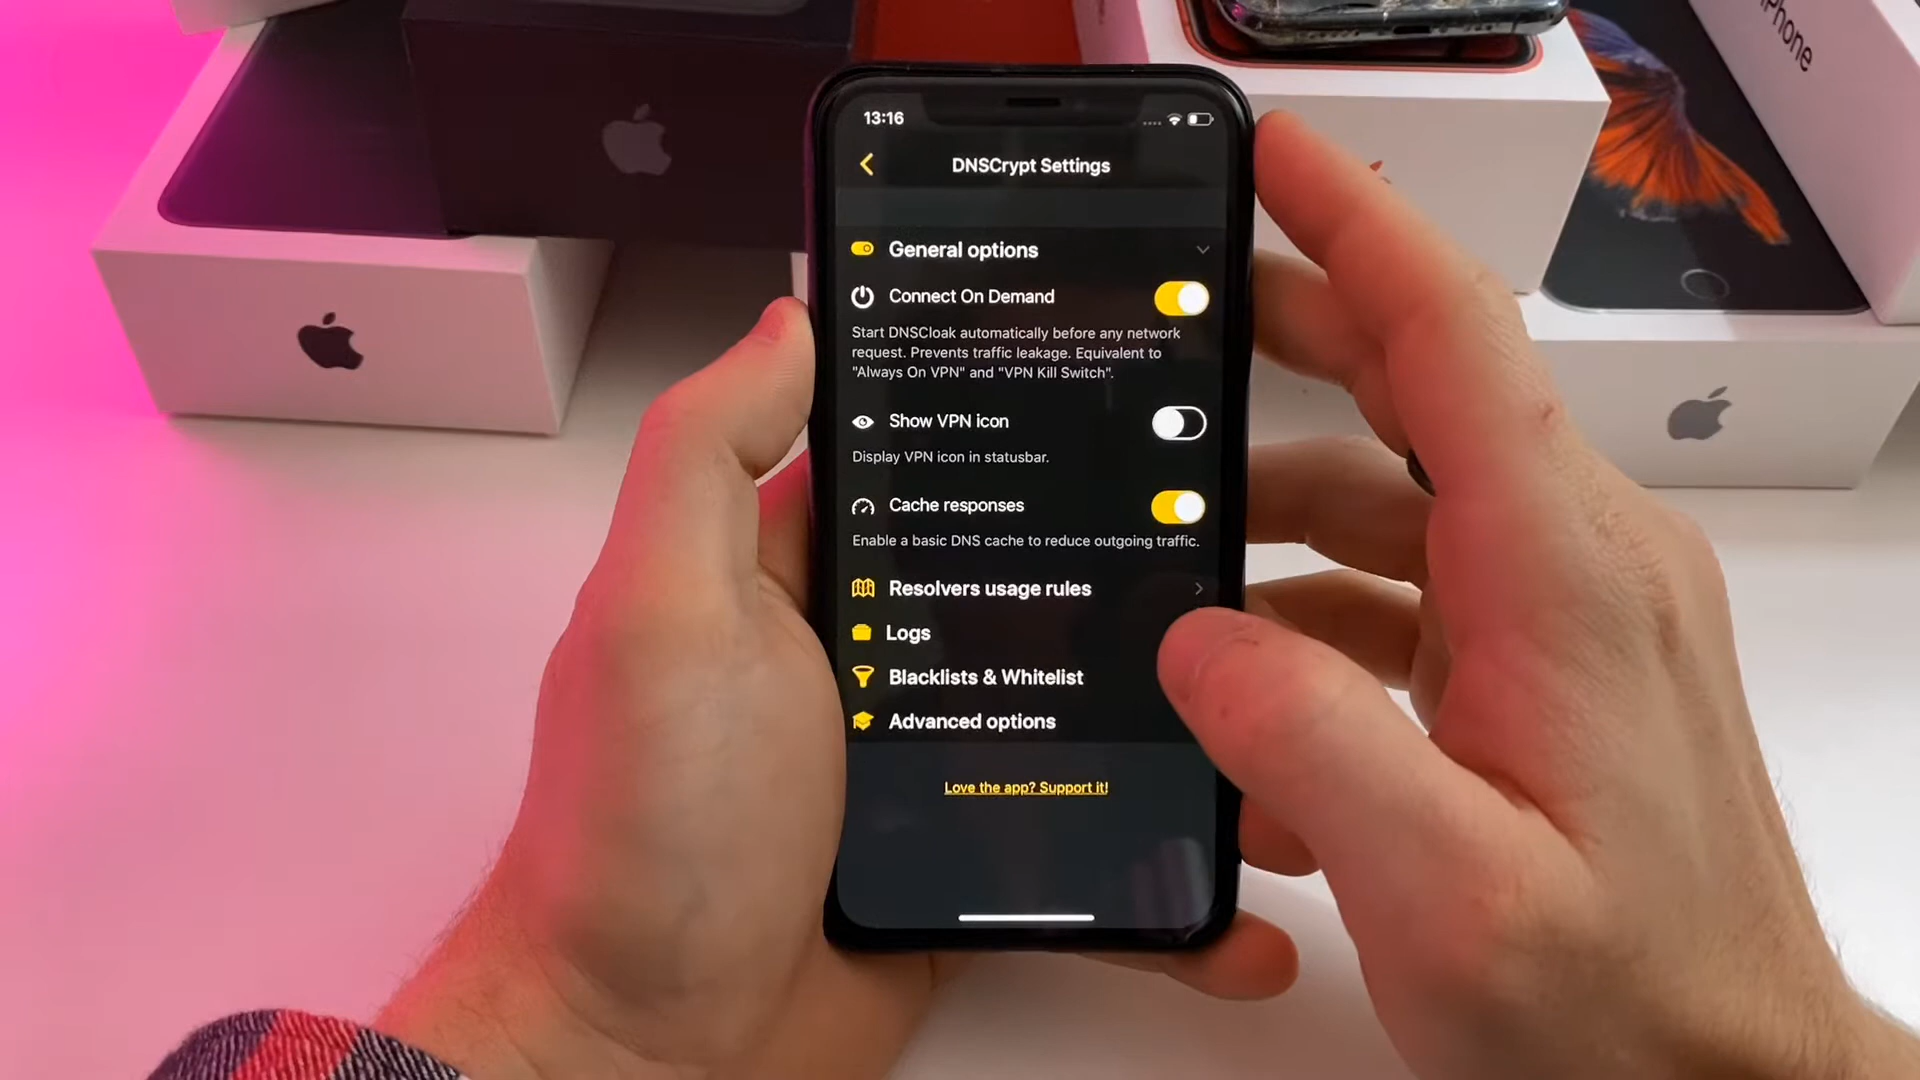 iPhone
13:16
DNSCrypt Settings
General options
Connect On Demand
Start DNSCloak automatically before any network
request. Prevents traffic leakage. Equivalent to
"Always On VPN" and "VPN Kill Switch".
Show VPN icon
Display VPN icon in statusbar.
Cache responses
Enable a basic DNS cache to reduce outgoing traffic.
Resolvers usage rules
Logs
Blacklists & Whitelist
Advanced options
Love the app? Support it!